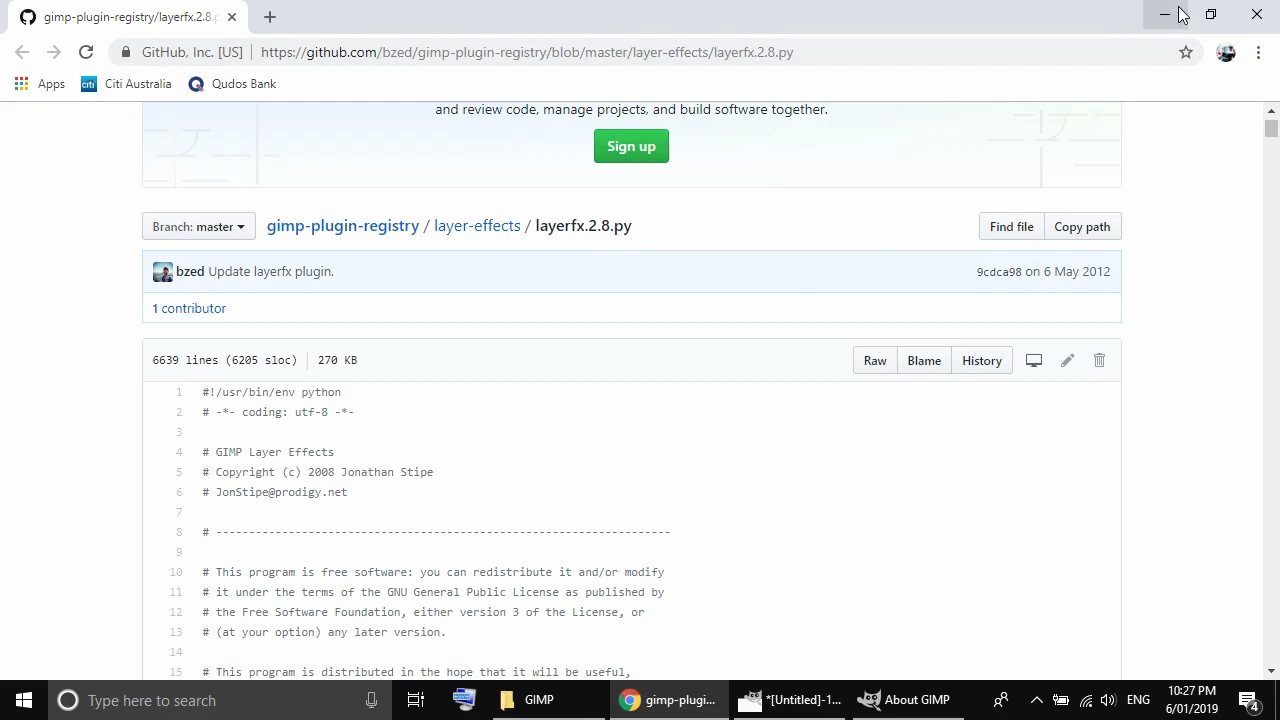 gimp-plugin-registry/layerfx.2.8.p
GitHub, Inc. [US] https://github.com/bzed/gimp-plugin-registry/blob/master/layer-effects/layerfx.2.8.py
Apps Citi Australia Qudos Bank
citi
and review code, manage projects, and build software together.
Sign up
Branch: master gimp-plugin-registry / layer-effects / layerfx.2.8.py Find file Copy path
bzed Update layerfx plugin. 9cdca98 on 6 May 2012
1 contributor
6639 lines (6205 sloc) 270 KB Raw Blame History
1 #!/usr/bin/env python
2 # -*- coding: utf-8 -*-
3
4 # GIMP Layer Effects
5 # Copyright (c) 2008 Jonathan Stipe
6 # JonStipe@prodigy.net
7
8 # ---------------------------------------------------------------------
9
10 # This program is free software: you can redistribute it and/or modify
11 # it under the terms of the GNU General Public License as published by
12 # the Free Software Foundation, either version 3 of the License, or
13 # (at your option) any later version.
14
15 # This program is distributed in the hope that it will be useful,
Type here to search GIMP gimp-plugi... *[Untitled]-1... About GIMP ENG 10:27 PM
6/01/2019
4